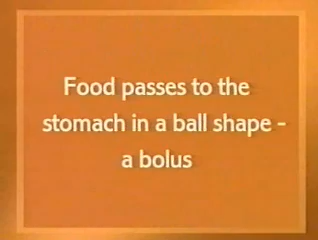 Food passes to the
stomach in a ball shape -
a bolus